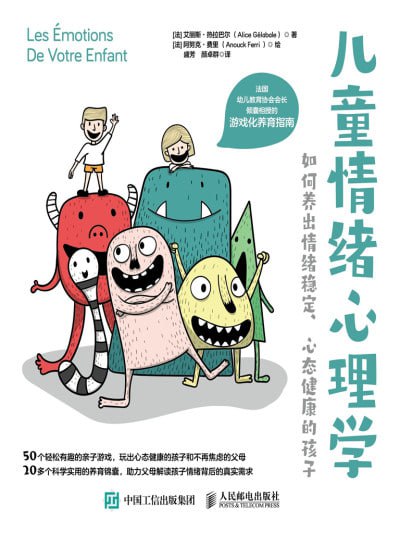 Les Émotions
De Votre Enfant
[法] 艾丽斯·热拉巴尔（Alice Gélabale）◎ 著
[法] 阿努克·费里（Anouck Ferri）◎ 绘
盛芳 颜卓群◎译
法国
幼儿教育协会会长
倾囊相授的
游戏化养育指南
儿童情绪心理学
如何养出情绪稳定、心态健康的孩子
50个轻松有趣的亲子游戏，玩出心态健康的孩子和不再焦虑的父母
20多个科学实用的养育锦囊，助力父母解读孩子情绪背后的真实需求
中国工信出版集团
人民邮电出版社
POSTS & TELECOM PRESS